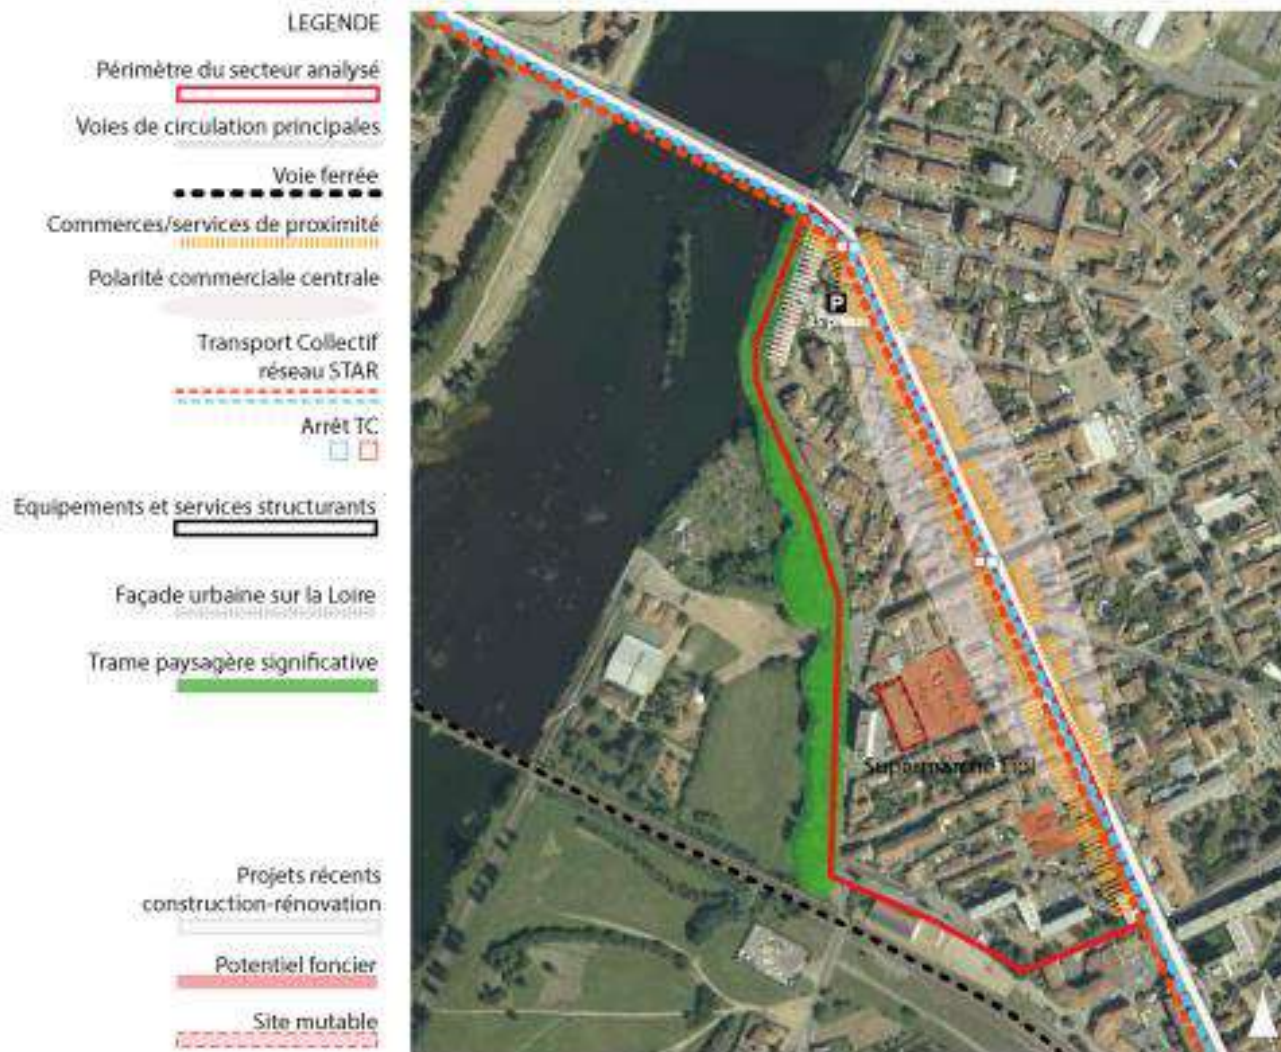 LEGENDE
Périmètre du secteur analysé
Voies de circulation principales
Voie ferrée
Commerces/services de proximité
Polarité commerciale centrale
Transport Collectif
réseau STAR
Arrêt TC
Equipements et services structurants
Façade urbaine sur la Loire
Trame paysagère significative
Projets récents
construction-rénovation
Potentiel foncier
Site mutable
P
Supermarché